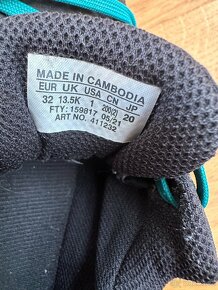 MADE IN CAMBODIA
EUR UK USA CN JP
32 13.5K 1 200(2) 20
FTY: 159817 05/21
ART NO. 411232